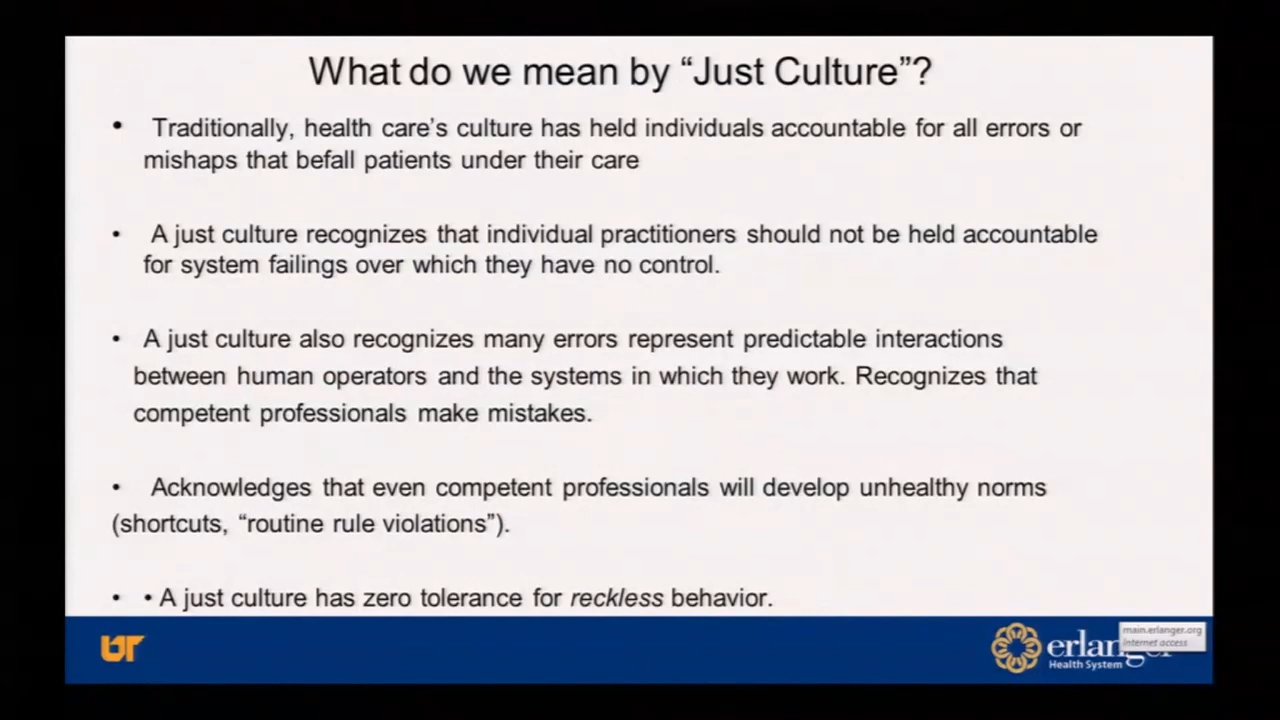 What do we mean by “Just Culture”?
• Traditionally, health care’s culture has held individuals accountable for all errors or
mishaps that befall patients under their care
• A just culture recognizes that individual practitioners should not be held accountable
for system failings over which they have no control.
• A just culture also recognizes many errors represent predictable interactions
between human operators and the systems in which they work. Recognizes that
competent professionals make mistakes.
• Acknowledges that even competent professionals will develop unhealthy norms
(shortcuts, “routine rule violations”).
• • A just culture has zero tolerance for reckless behavior.
UT
erlanger
Health System
main.erlanger.org
Internet access